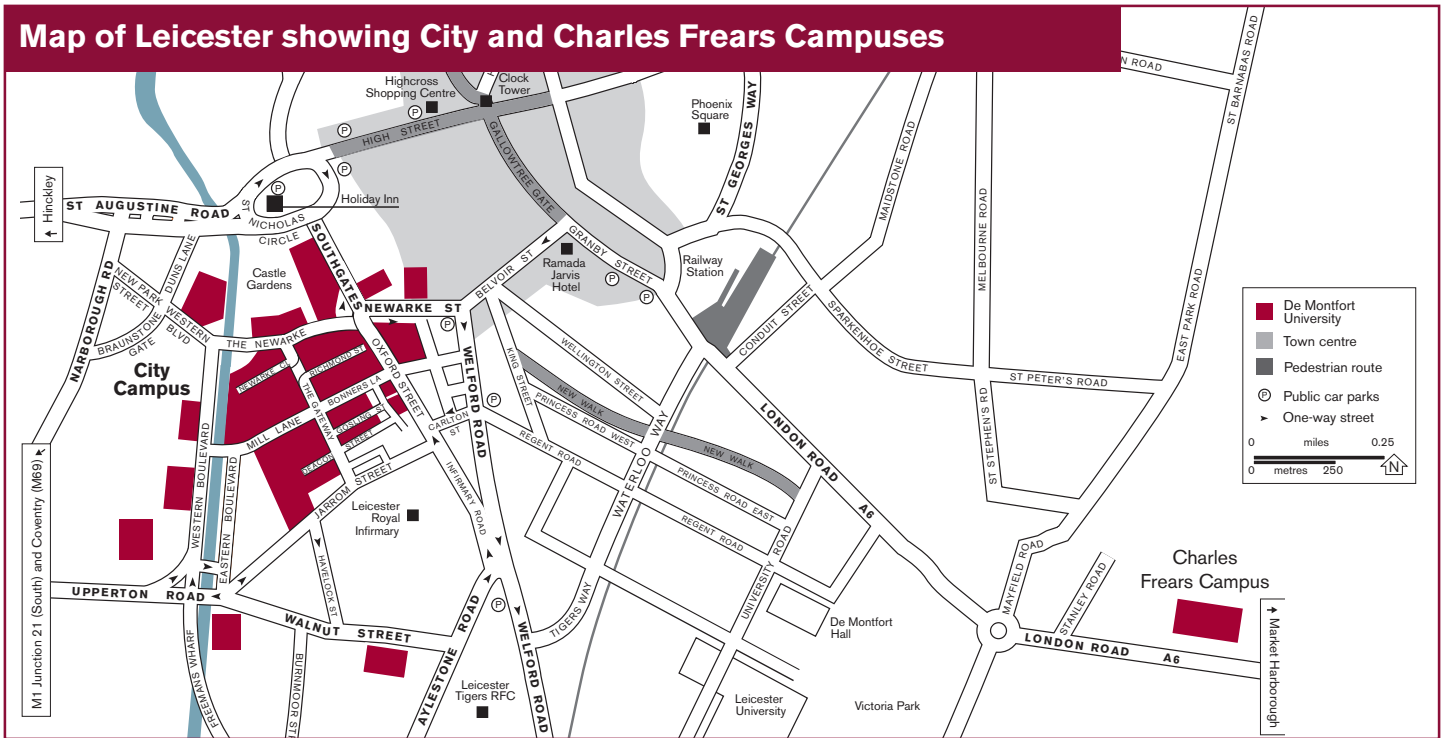 Map of Leicester showing City and Charles Frears Campuses
Highcross
Shopping Centre
Clock
Tower
Phoenix
Square
ST GEORGES WAY
MAIDSTONE ROAD
MELBOURNE ROAD
N ROAD
ST BARNABAS ROAD
EAST PARK ROAD
P
P
P
P
HIGH STREET
GALLOWTREE GATE
Hinckley
ST AUGUSTINE ROAD
Holiday Inn
ST
NICHOLAS
CIRCLE
DUNS LANE
Castle
Gardens
SOUTHGATES
NARBOROUGH RD
NEW PARK
STREET
BRAUNSTONE
GATE
WESTERN
BLVD
City
Campus
THE NEWARKE
NEWARKE ST
BELVOIR ST
GRANBY STREET
Ramada
Jarvis
Hotel
P
P
Railway
Station
CONDUIT STREET
SPARKENHOE STREET
ST PETER'S ROAD
ST STEPHEN'S RD
De Montfort
University
Town centre
Pedestrian route
P
Public car parks
One-way street
0
miles
0.25
0
metres
250
N
P
NEWARKE CL
RICHMOND ST
OXFORD STREET
THE GATEWAY
BONNERS LA
GOSLING ST
DEACON
STREET
MILL LANE
JARROM STREET
WELFORD ROAD
KING STREET
WELLINGTON STREET
NEW WALK
PRINCESS ROAD WEST
P
CARLTON
ST
REGENT ROAD
WATERLOO WAY
NEW WALK
PRINCESS ROAD EAST
REGENT ROAD
LONDON ROAD
A6
WESTERN BOULEVARD
EASTERN BOULEVARD
INFIRMARY ROAD
Leicester
Royal
Infirmary
HAVELOCK ST
M1 Junction 21 (South) and Coventry (M69)
UPPERTON ROAD
WALNUT STREET
FREEMANS WHARF
BURNMOOR ST
AYLESTONE ROAD
P
WELFORD ROAD
TIGERS WAY
Leicester
Tigers RFC
UNIVERSITY ROAD
De Montfort
Hall
Leicester
University
Victoria Park
MAYFIELD ROAD
STANLEY ROAD
Charles
Frears Campus
LONDON ROAD
A6
Market Harborough